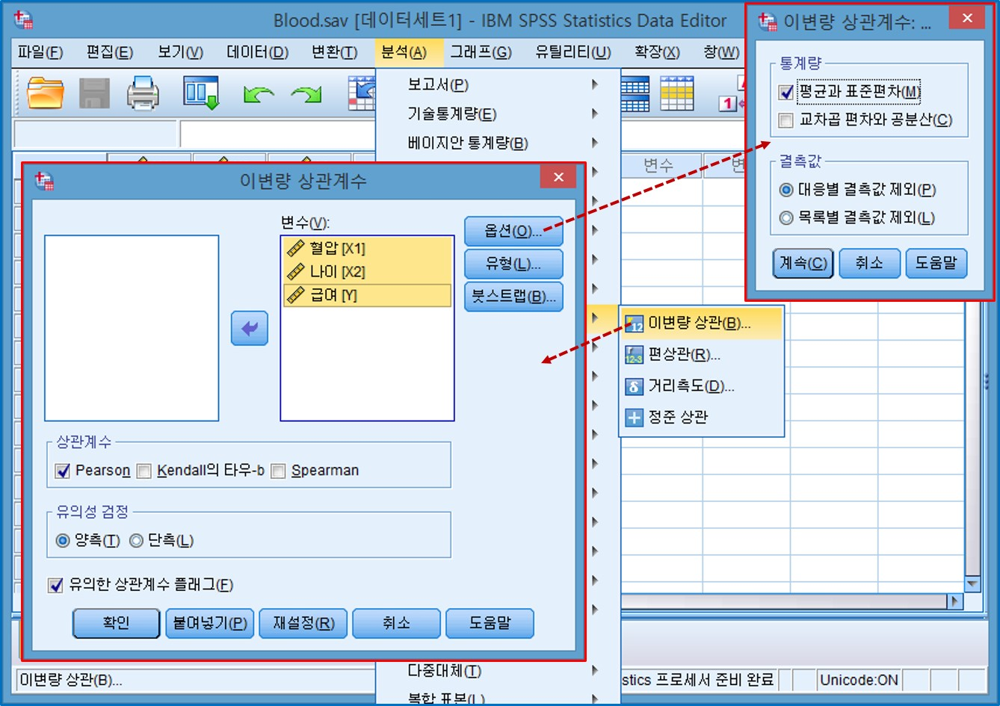 Blood.sav [데이터세트1] - IBM SPSS Statistics Data Editor
파일(F) 편집(E) 보기(V) 데이터(D) 변환(T) 분석(A) 그래프(G) 유틸리티(U) 확장(X) 창(W)
보고서(P)
기술통계량(E)
베이지안 통계량(B)
변수
이변량 상관계수
변수(V):
혈압 [X1]
나이 [X2]
급여 [Y]
옵션(O)...
유형(L)...
붓스트랩(B)...
상관계수
Pearson Kendall의 타우-b Spearman
유의성 검정
양측(T) 단측(L)
유의한 상관계수 플래그(F)
확인 붙여넣기(P) 재설정(R) 취소 도움말
이변량 상관계수: ...
통계량
평균과 표준편차(M)
교차곱 편차와 공분산(C)
결측값
대응별 결측값 제외(P)
목록별 결측값 제외(L)
계속(C) 취소 도움말
이변량 상관(B)...
편상관(R)...
거리측도(D)...
정준 상관
다중대체(T)
복합 표본(L)
이변량 상관(B)...
stics 프로세서 준비 완료 Unicode:ON